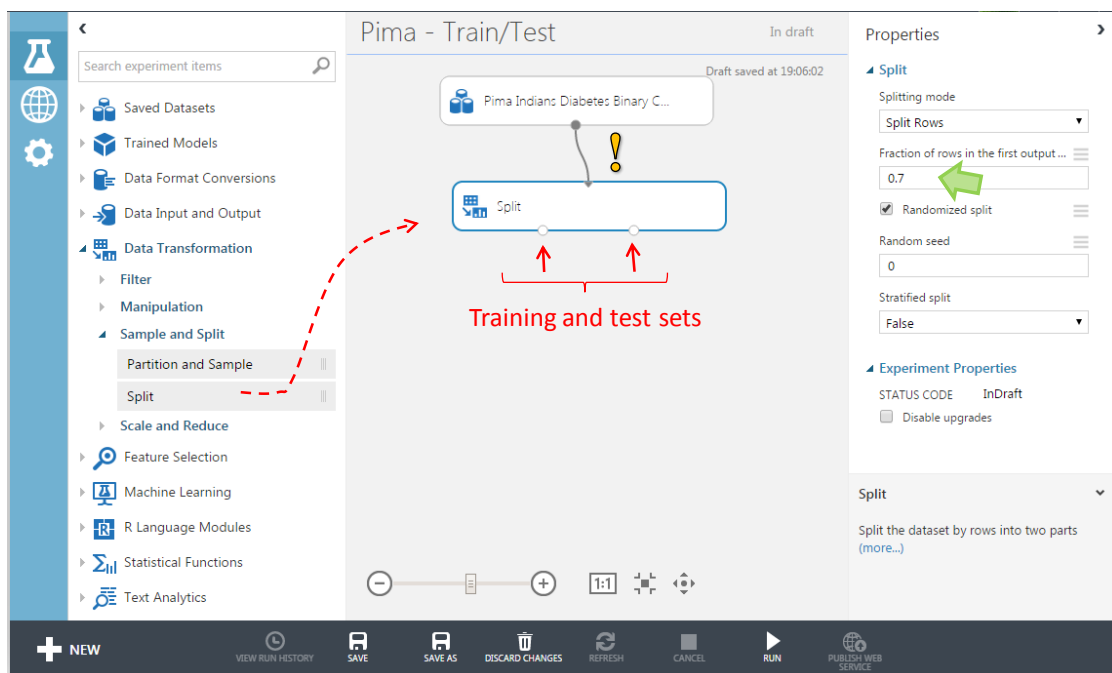 Pima - Train/Test
In draft
Draft saved at 19:06:02
Search experiment items
Saved Datasets
Trained Models
Data Format Conversions
Data Input and Output
Data Transformation
Filter
Manipulation
Sample and Split
Partition and Sample
Split
Scale and Reduce
Feature Selection
Machine Learning
R Language Modules
Statistical Functions
Text Analytics
Pima Indians Diabetes Binary C...
!
Split
Training and test sets
1:1
Properties
Split
Splitting mode
Split Rows
Fraction of rows in the first output ...
0.7
Randomized split
Random seed
0
Stratified split
False
Experiment Properties
STATUS CODE InDraft
Disable upgrades
Split
Split the dataset by rows into two parts
(more...)
NEW
VIEW RUN HISTORY
SAVE
SAVE AS
DISCARD CHANGES
REFRESH
CANCEL
RUN
PUBLISH WEB
SERVICE